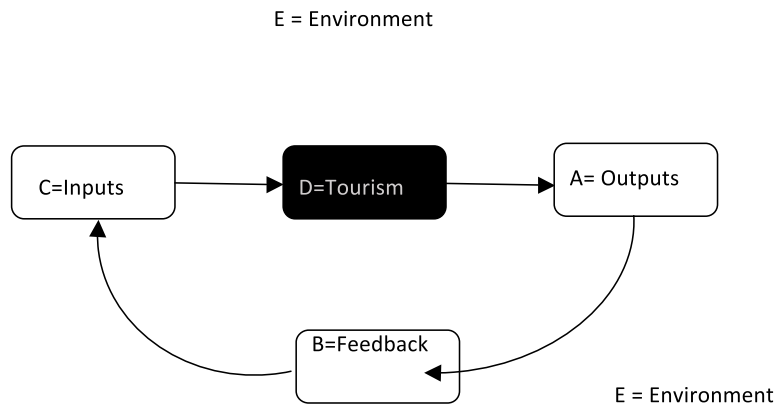 E = Environment
C=Inputs
D=Tourism
A= Outputs
B=Feedback
E = Environment